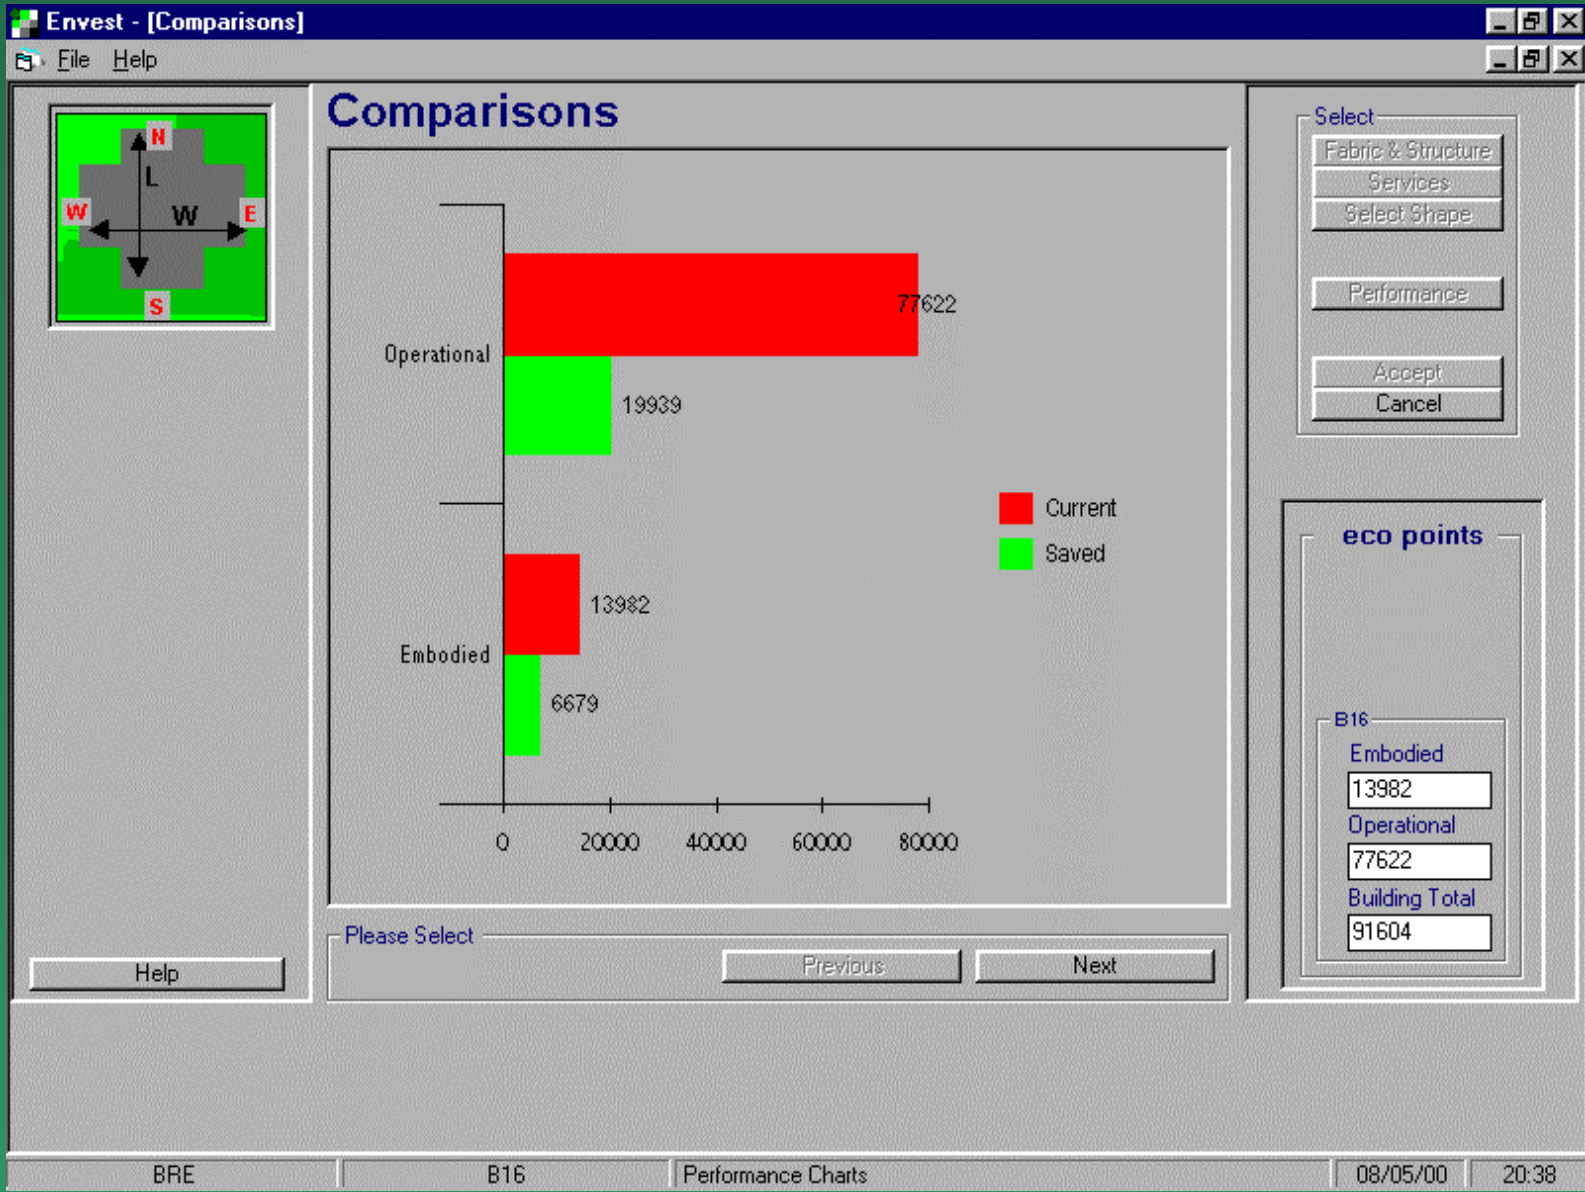 Envest - [Comparisons]
File Help
N
L
W
W
E
S
Help
Comparisons
Operational
77622
19939
Embodied
13982
6679
0 20000 40000 60000 80000
Current
Saved
Please Select
Previous Next
Select
Fabric & Structure
Services
Select Shape
Performance
Accept
Cancel
eco points
B16
Embodied
13982
Operational
77622
Building Total
91604
BRE B16 Performance Charts 08/05/00 20:38